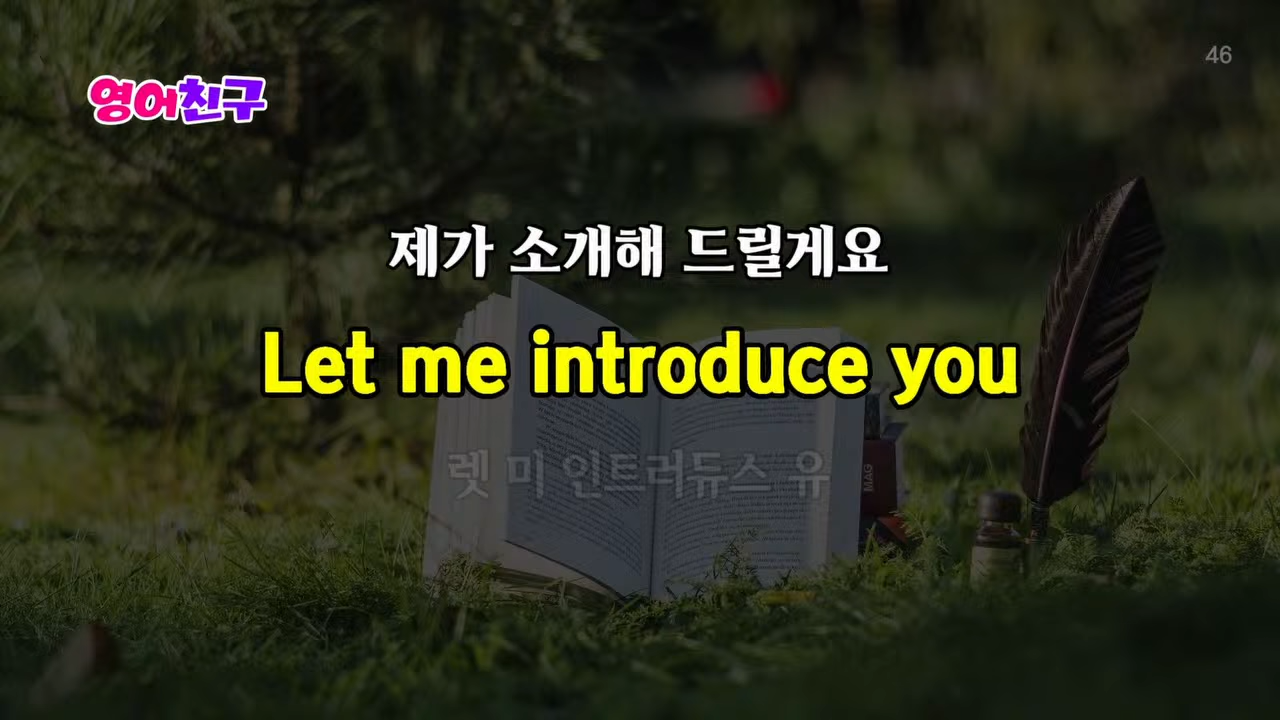 46
영어친구
제가 소개해 드릴게요
Let me introduce you
렛 미 인트러듀스 유
MAG